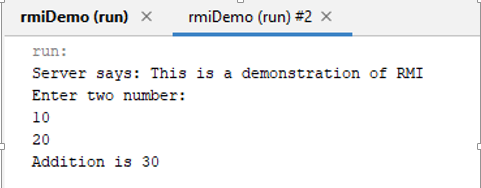 rmiDemo (run) × rmiDemo (run) #2 ×
run:
Server says: This is a demonstration of RMI
Enter two number:
10
20
Addition is 30